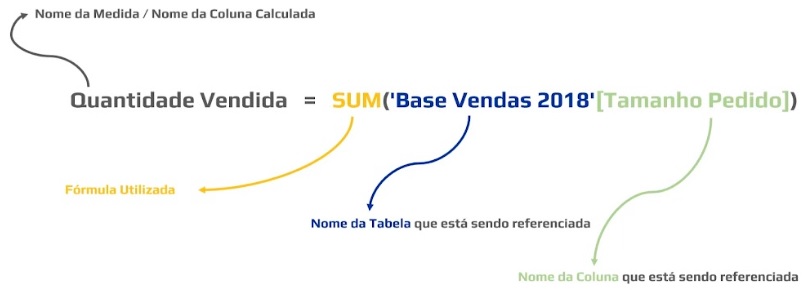 Nome da Medida / Nome da Coluna Calculada
Quantidade Vendida = SUM('Base Vendas 2018'[Tamanho Pedido])
Fórmula Utilizada
Nome da Tabela que está sendo referenciada
Nome da Coluna que está sendo referenciada